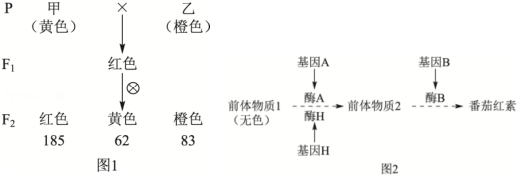 P 甲 × 乙
（黄色） （橙色）
F₁ 红色
⊗
F₂ 红色 黄色 橙色
185 62 83
图1
基因A 基因B
前体物质1 酶A 前体物质2 酶B 番茄红素
（无色） 酶H
基因H
图2